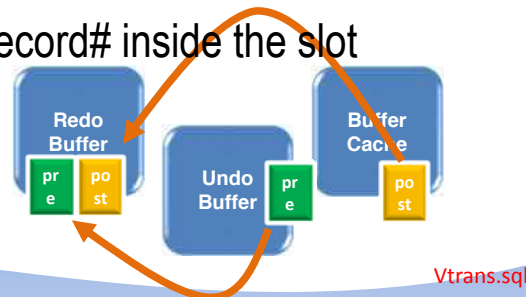 ecord# inside the slot
Redo
Buffer
pr
e
po
st
Undo
Buffer
pr
e
Buffer
Cache
po
st
Vtrans.sql